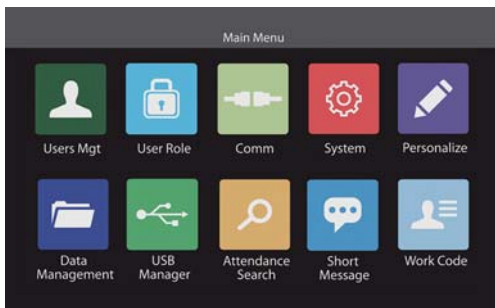 Main Menu
Users Mgt
User Role
Comm
System
Personalize
Data
Management
USB
Manager
Attendance
Search
Short
Message
Work Code